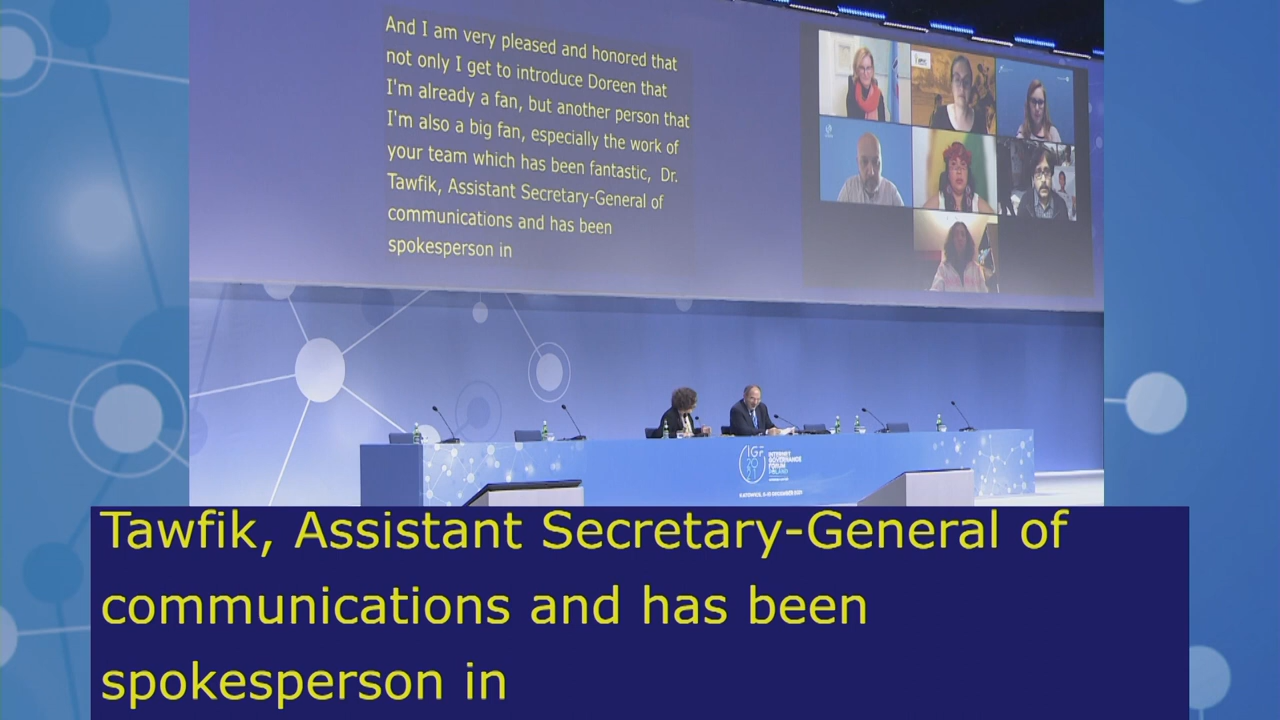 And I am very pleased and honored that
not only I get to introduce Doreen that
I'm already a fan, but another person that
I'm also a big fan, especially the work of
your team which has been fantastic,  Dr.
Tawfik, Assistant Secretary-General of
communications and has been
spokesperson in
IGF
2021
INTERNET
GOVERNANCE
FORUM
POLAND
Tawfik, Assistant Secretary-General of
communications and has been
spokesperson in